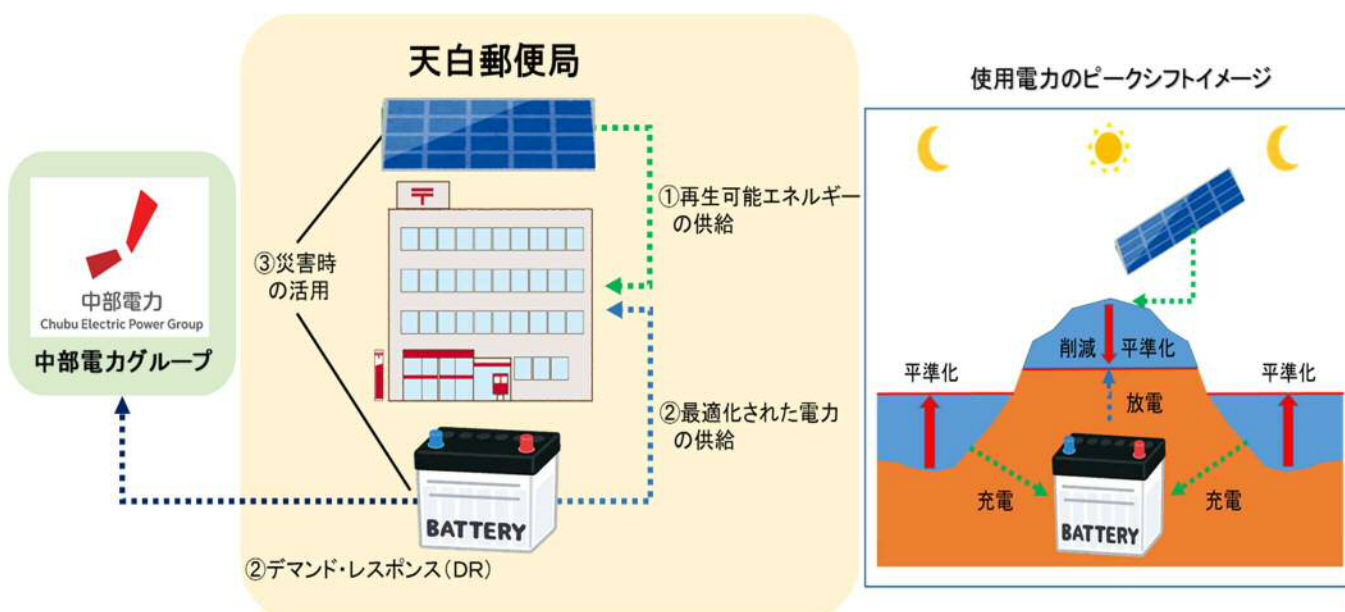 天白郵便局
〒
①再生可能エネルギー
の供給
③災害時
の活用
中部電力
Chubu Electric Power Group
中部電力グループ
②最適化された電力
の供給
BATTERY
②デマンド・レスポンス(DR)
使用電力のピークシフトイメージ
削減
平準化
平準化
平準化
放電
充電
充電
BATTERY